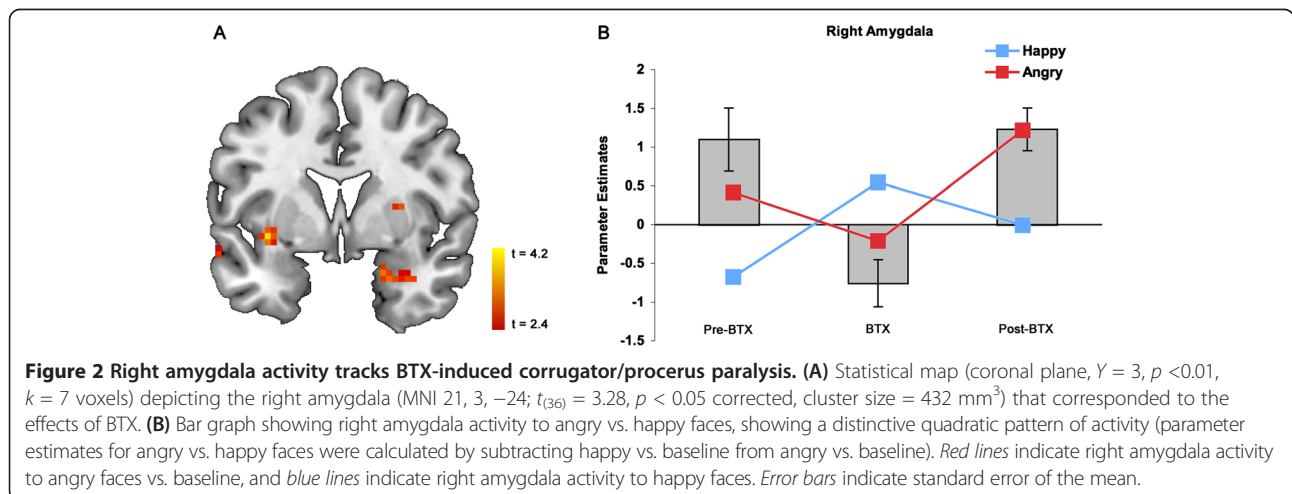 A
t = 4.2
t = 2.4
B
Right Amygdala
Happy
Angry
Parameter Estimates
2
1.5
1
0.5
0
-0.5
-1
-1.5
Pre-BTX BTX Post-BTX
Figure 2 Right amygdala activity tracks BTX-induced corrugator/procerus paralysis. (A) Statistical map (coronal plane, Y = 3, p <0.01,
k = 7 voxels) depicting the right amygdala (MNI 21, 3, −24; t(36) = 3.28, p < 0.05 corrected, cluster size = 432 mm³) that corresponded to the
effects of BTX. (B) Bar graph showing right amygdala activity to angry vs. happy faces, showing a distinctive quadratic pattern of activity (parameter
estimates for angry vs. happy faces were calculated by subtracting happy vs. baseline from angry vs. baseline). Red lines indicate right amygdala activity
to angry faces vs. baseline, and blue lines indicate right amygdala activity to happy faces. Error bars indicate standard error of the mean.